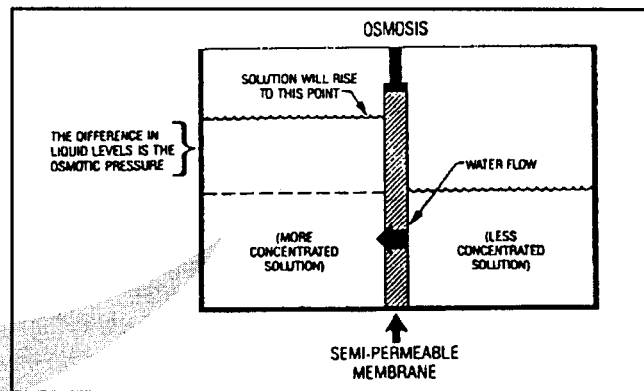 OSMOSIS
SOLUTION WILL RISE
TO THIS POINT
THE DIFFERENCE IN
LIQUID LEVELS IS THE
OSMOTIC PRESSURE
WATER FLOW
(MORE
CONCENTRATED
SOLUTION)
(LESS
CONCENTRATED
SOLUTION)
SEMI-PERMEABLE
MEMBRANE